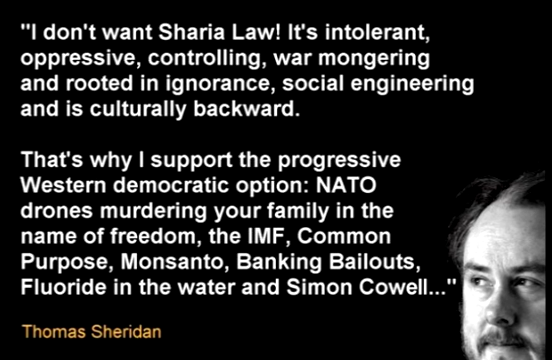 "I don't want Sharia Law! It's intolerant,
oppressive, controlling, war mongering
and rooted in ignorance, social engineering
and is culturally backward.
That's why I support the progressive
Western democratic option: NATO
drones murdering your family in the
name of freedom, the IMF, Common
Purpose, Monsanto, Banking Bailouts,
Fluoride in the water and Simon Cowell..."
Thomas Sheridan